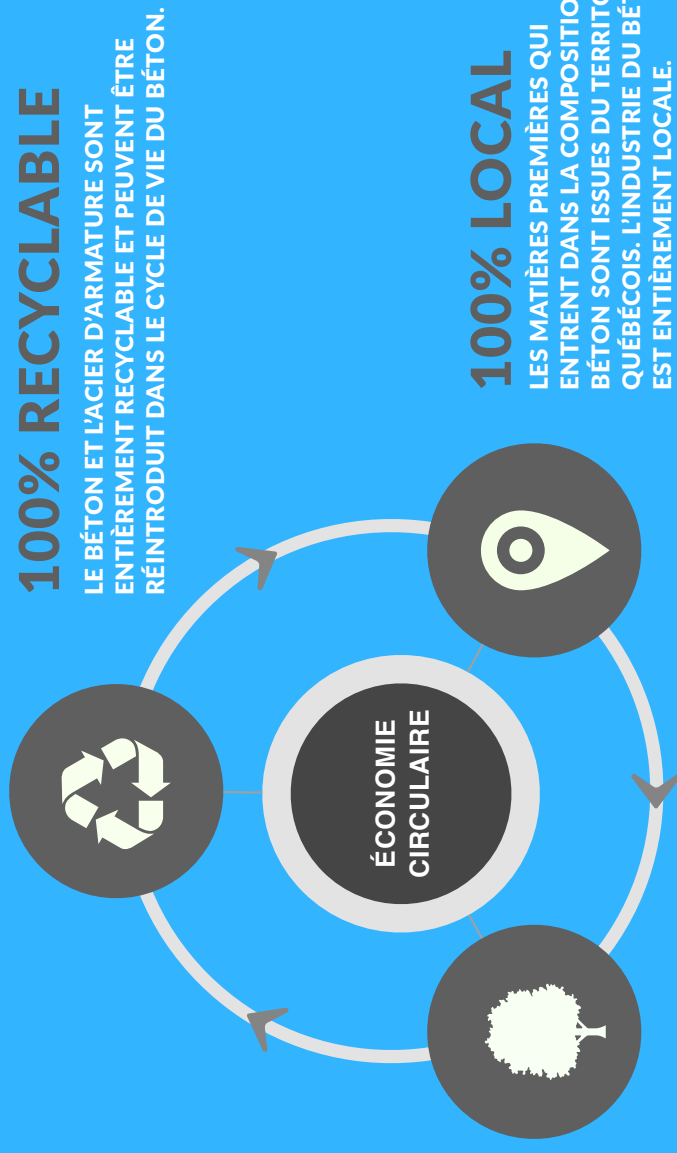 100% RECYCLABLE
LE BÉTON ET L'ACIER D'ARMATURE SONT
ENTIÈREMENT RECYCLABLE ET PEUVENT ÊTRE
RÉINTRODUIT DANS LE CYCLE DE VIE DU BÉTON.
ÉCONOMIE
CIRCULAIRE
100% LOCAL
LES MATIÈRES PREMIÈRES QUI
ENTRENT DANS LA
BÉTON SONT ISSUES DU
QUÉBÉCOIS. L'INDUSTRIE DU
EST ENTIÈREMENT LOCALE.